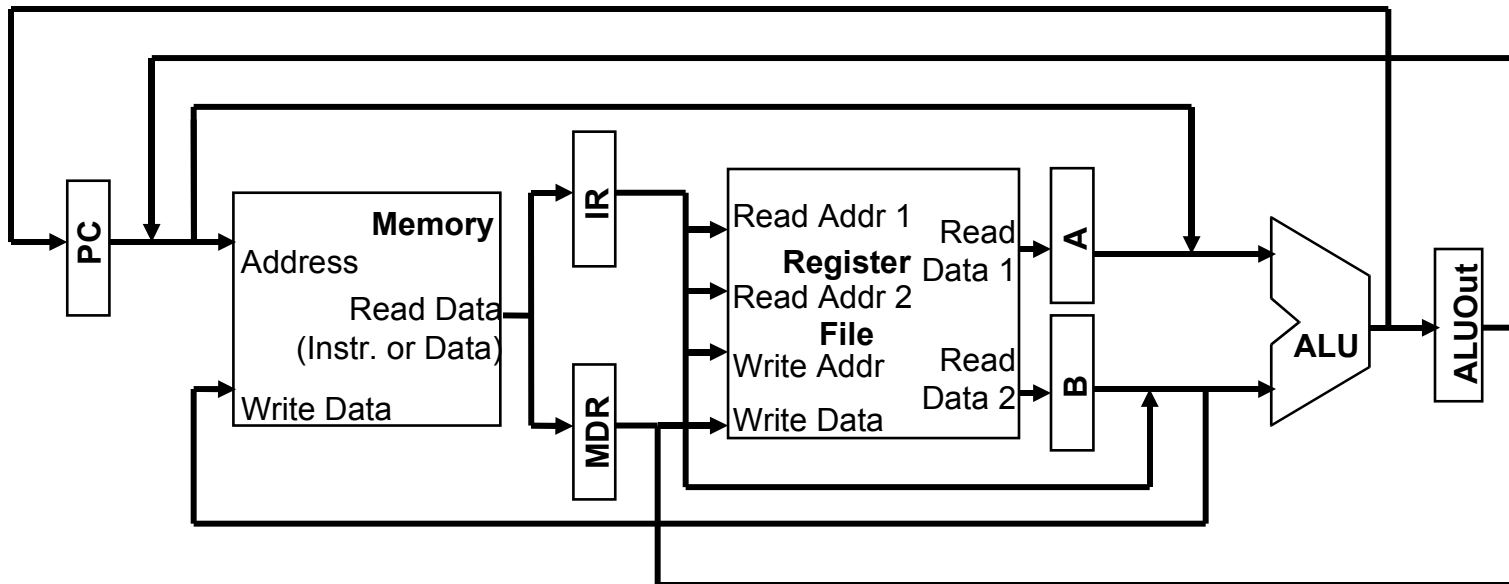 PC
Memory
Address
Read Data
(Instr. or Data)
Write Data
IR
MDR
Read Addr 1
Register
Read Addr 2
File
Write Addr
Write Data
Read
Data 1
Read
Data 2
A
B
ALU
ALUOut